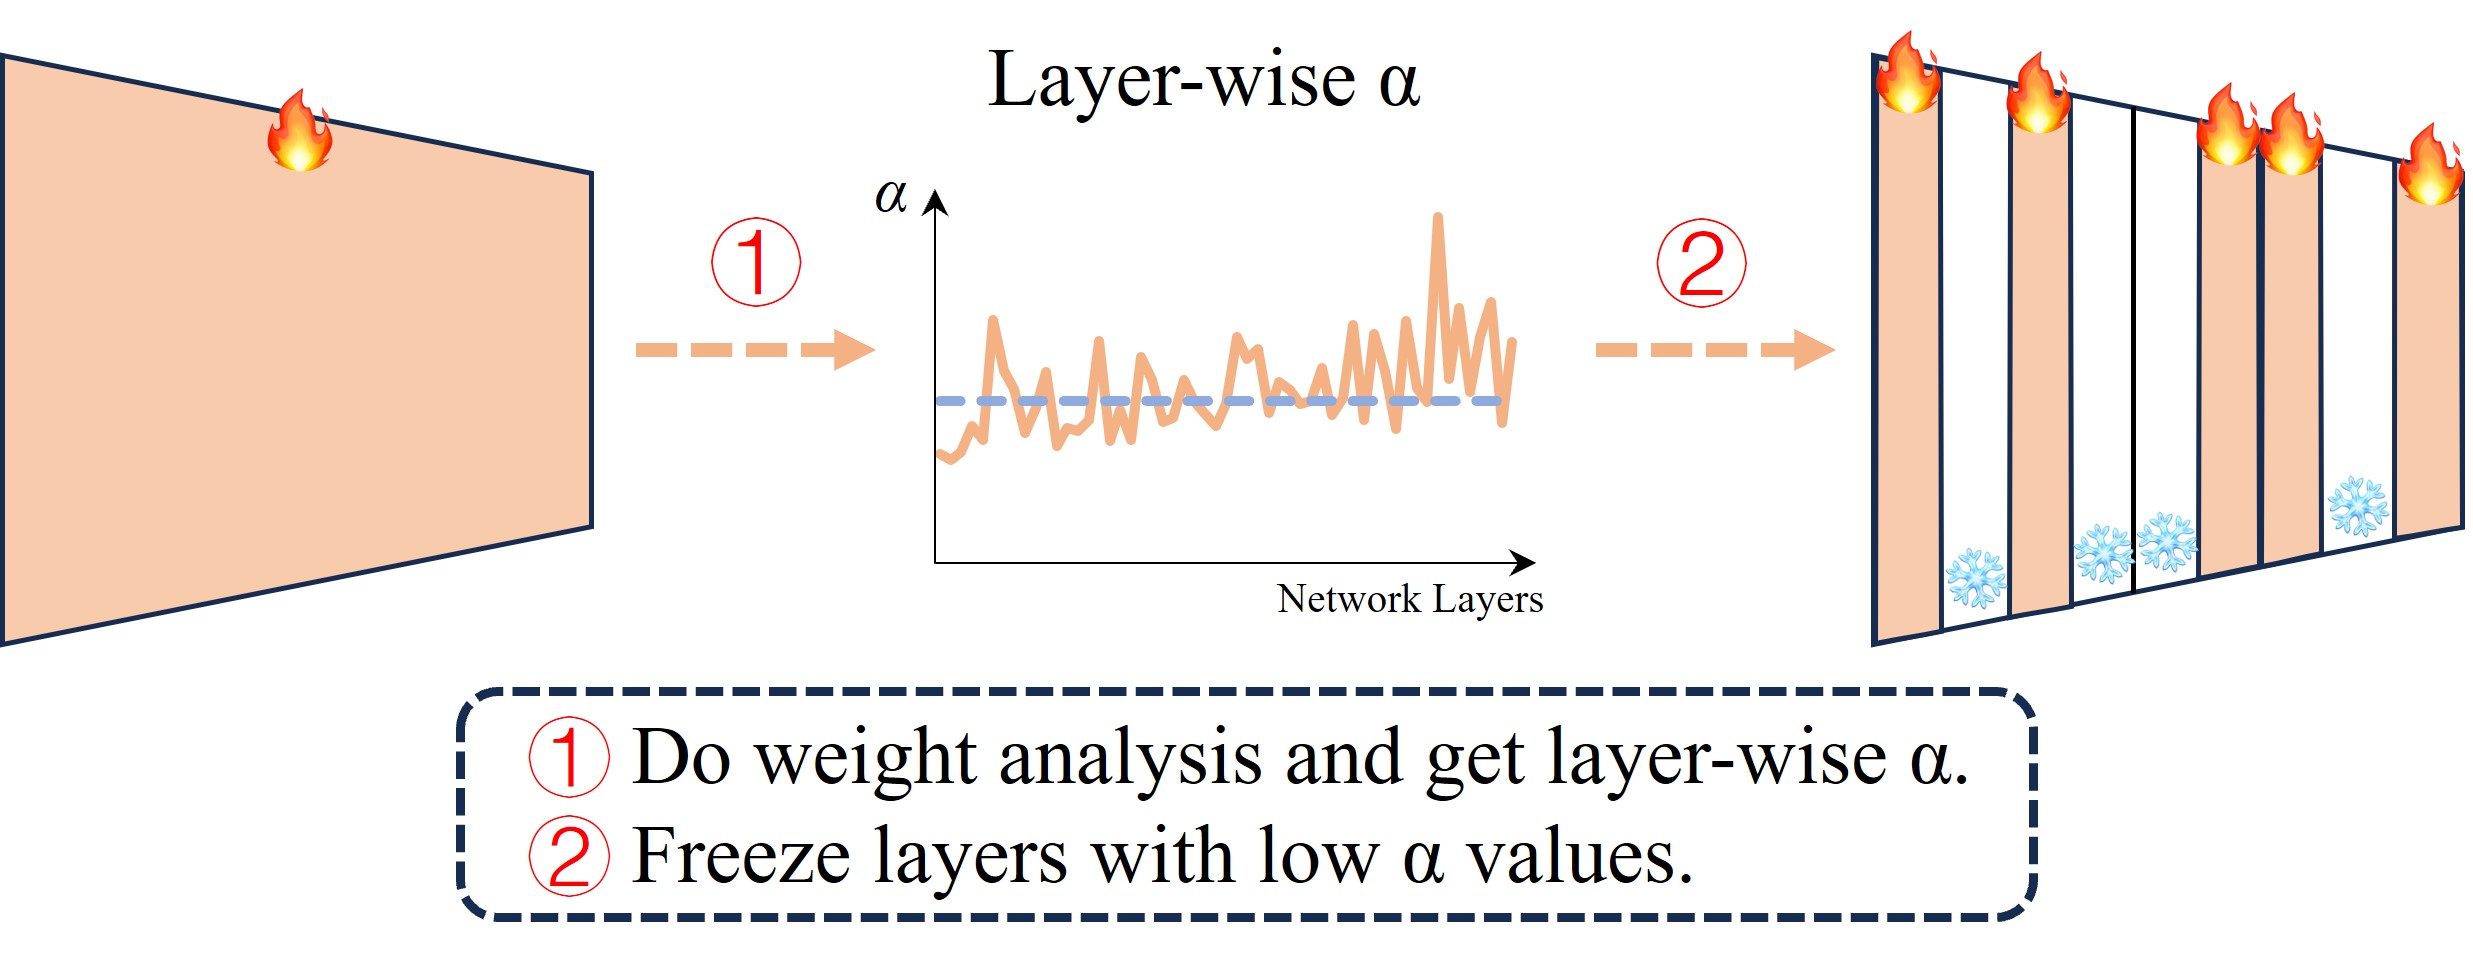 Layer-wise α
α
①
②
Network Layers
① Do weight analysis and get layer-wise α.
② Freeze layers with low α values.